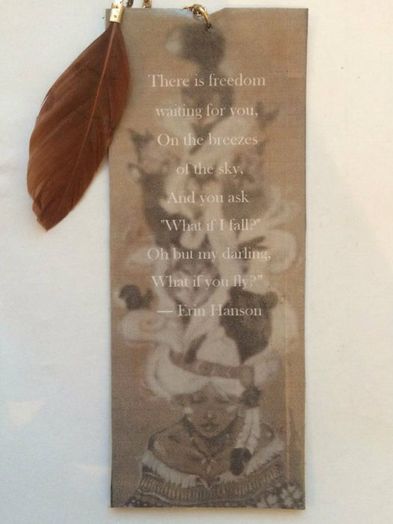 There is freedom
waiting for you,
On the breezes
of the sky,
And you ask
"What if I fall?"
Oh but my darling,
What if you fly?"
— Erin Hanson